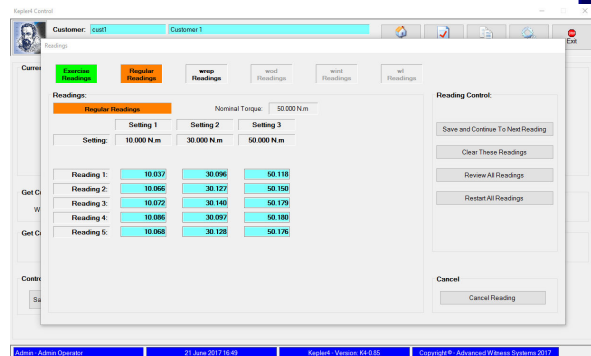 Kepler4 Control
Customer: cust1 Customer 1
Exit
Readings
Exercise Readings
Regular Readings
wrep Readings
wod Readings
wint Readings
wl Readings
Readings:
Regular Readings Nominal Torque: 50.000 N.m
Setting 1 Setting 2 Setting 3
Setting: 10.000 N.m 30.000 N.m 50.000 N.m
Reading 1: 10.037 30.096 50.118
Reading 2: 10.066 30.127 50.150
Reading 3: 10.072 30.140 50.179
Reading 4: 10.086 30.097 50.180
Reading 5: 10.068 30.128 50.176
Reading Control:
Save and Continue To Next Reading
Clear These Readings
Review All Readings
Restart All Readings
Cancel
Cancel Reading
Curre
Get C
W
Get C
Contro
Sa
Admin - Admin Operator 21 June 2017 16:49 Kepler4 - Version: K4-0.85 Copyright © - Advanced Witness Systems 2017